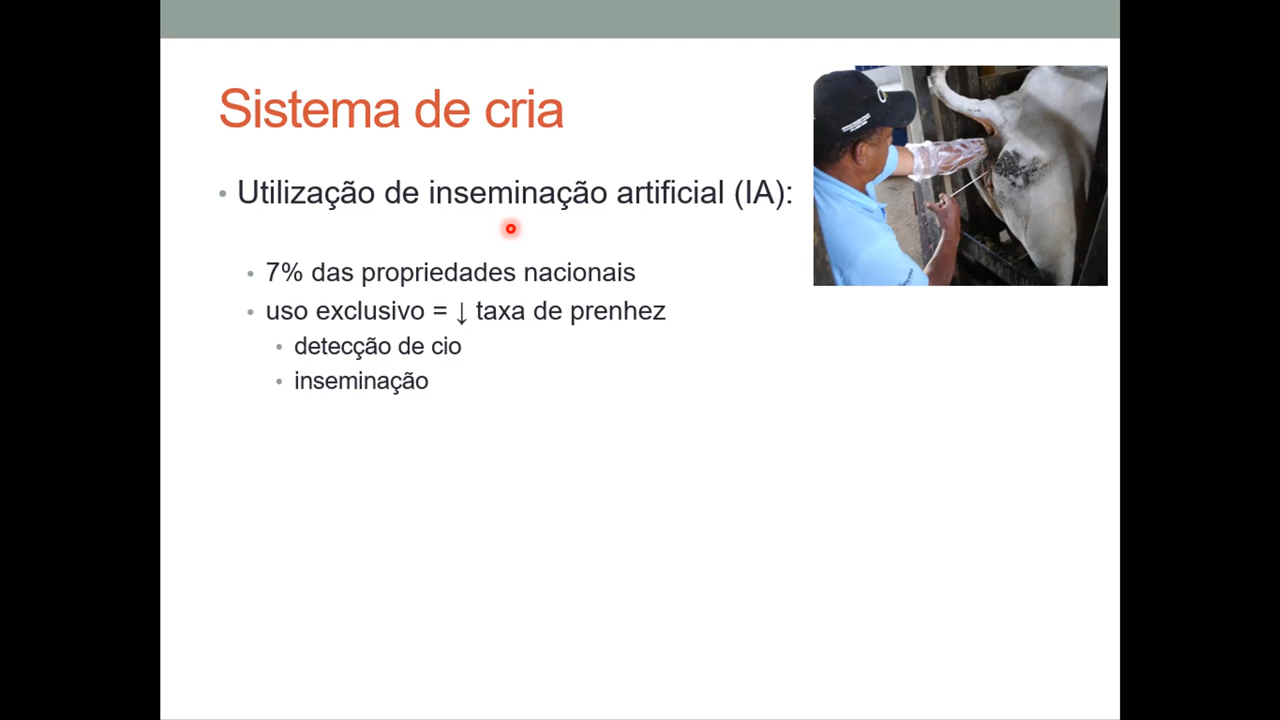 Sistema de cria
• Utilização de inseminação artificial (IA):
• 7% das propriedades nacionais
• uso exclusivo = ↓ taxa de prenhez
• detecção de cio
• inseminação